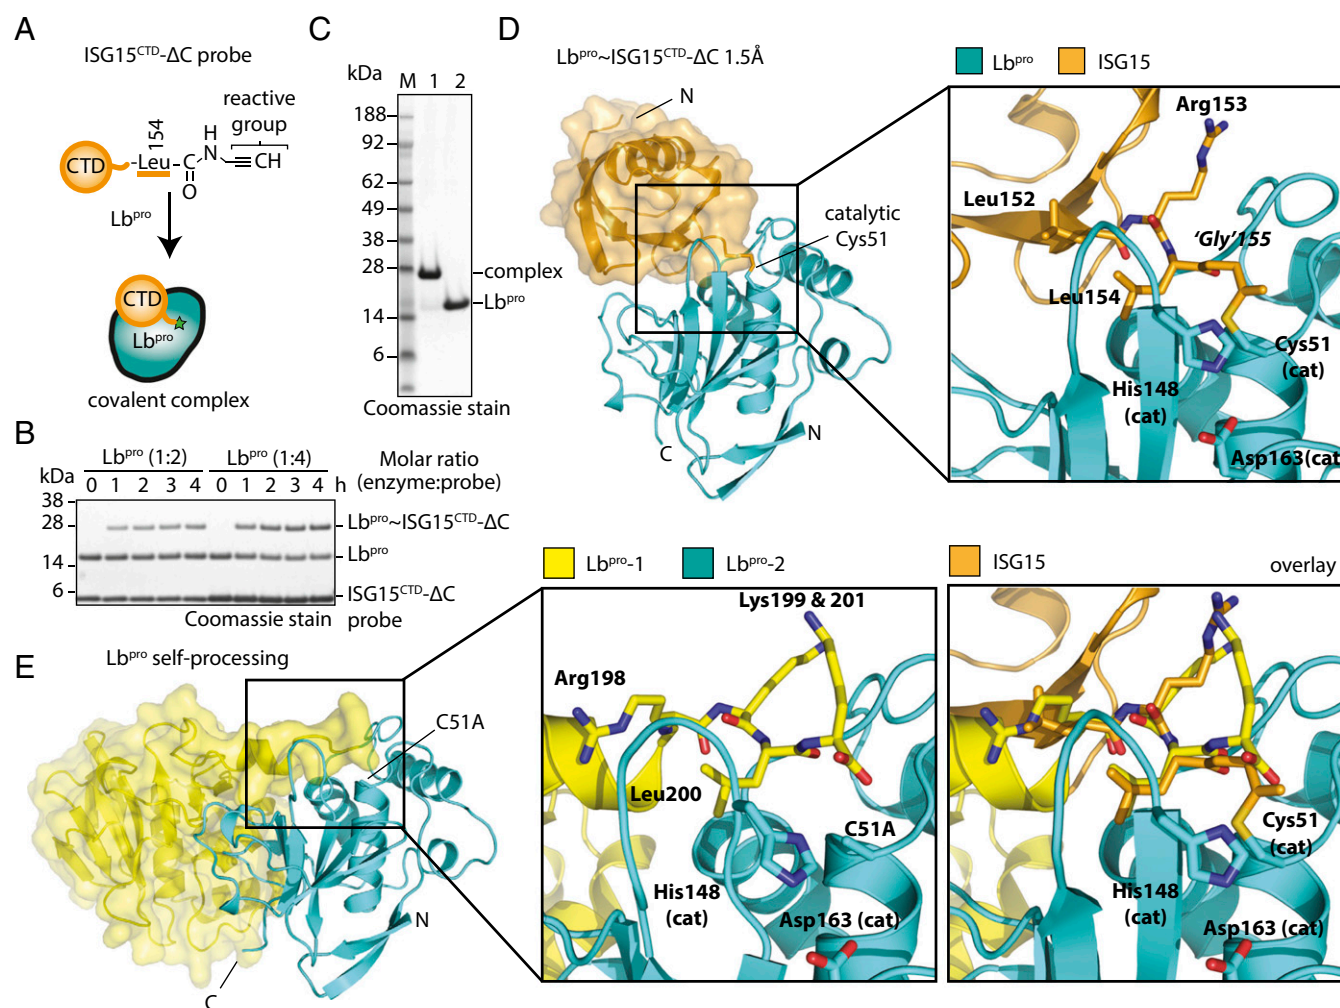 A
ISG15CTD-ΔC probe
CTD
-Leu
154
C
O
H
N
CH
reactive
group
Lbpro
CTD
Lbpro
covalent complex
B
Lbpro (1:2) Lbpro (1:4) Molar ratio
kDa 0 1 2 3 4 0 1 2 3 4 h (enzyme:probe)
38
28 Lbpro~ISG15CTD-ΔC
14 Lbpro
6 ISG15CTD-ΔC
Coomassie stain probe
C
kDa M 1 2
188
92
62
49
38
28 complex
Lbpro
14
6
Coomassie stain
D
Lbpro~ISG15CTD-ΔC 1.5Å
N
catalytic
Cys51
C
N
Lbpro ISG15
Arg153
Leu152
'Gly'155
Leu154
Cys51
(cat)
His148
(cat)
Asp163(cat
E
Lbpro self-processing
C51A
N
C
Lbpro-1 Lbpro-2
Lys199 & 201
Arg198
Leu200
C51A
His148
(cat)
Asp163 (cat)
ISG15 overlay
Cys51
(cat)
His148
(cat)
Asp163 (cat)